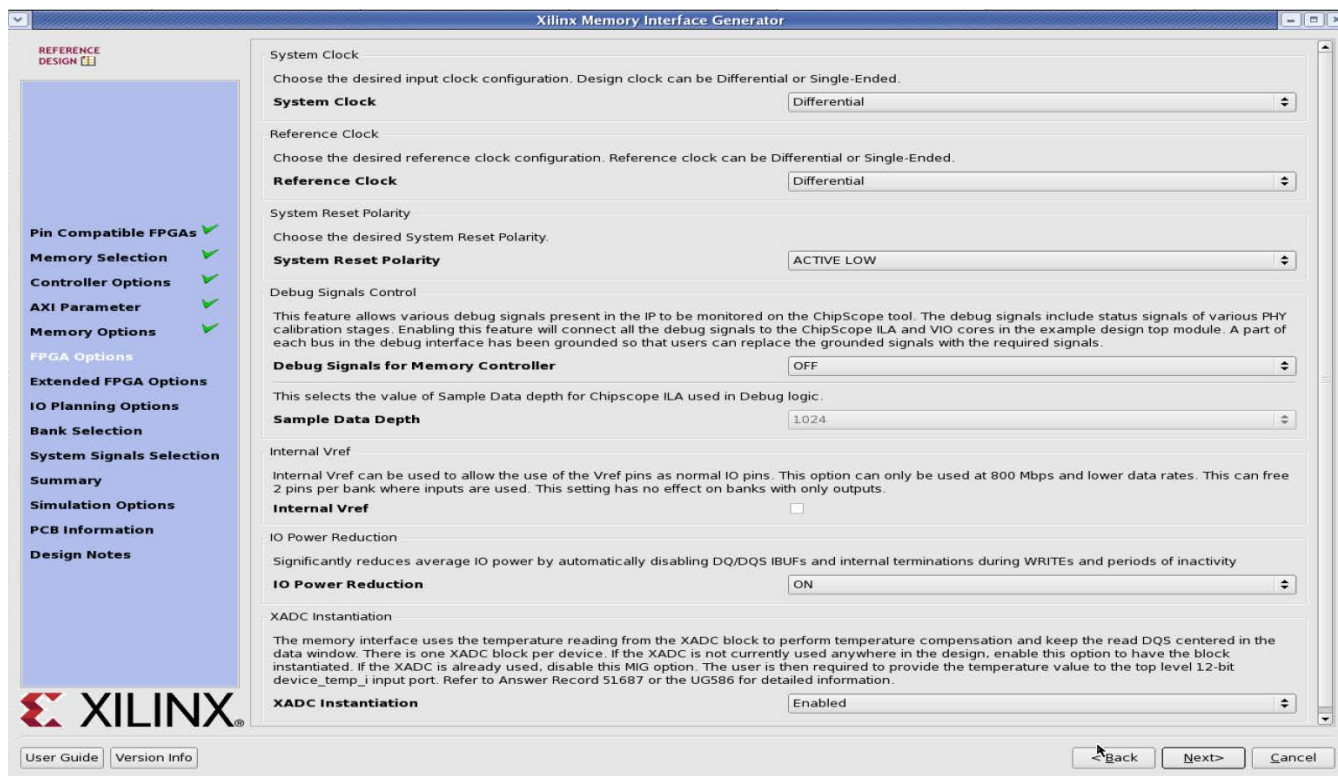 Xilinx Memory Interface Generator
REFERENCE
DESIGN
Pin Compatible FPGAs
Memory Selection
Controller Options
AXI Parameter
Memory Options
FPGA Options
Extended FPGA Options
IO Planning Options
Bank Selection
System Signals Selection
Summary
Simulation Options
PCB Information
Design Notes
XILINX®
System Clock
Choose the desired input clock configuration. Design clock can be Differential or Single-Ended.
System Clock Differential
Reference Clock
Choose the desired reference clock configuration. Reference clock can be Differential or Single-Ended.
Reference Clock Differential
System Reset Polarity
Choose the desired System Reset Polarity.
System Reset Polarity ACTIVE LOW
Debug Signals Control
This feature allows various debug signals present in the IP to be monitored on the ChipScope tool. The debug signals include status signals of various PHY
calibration stages. Enabling this feature will connect all the debug signals to the ChipScope ILA and VIO cores in the example design top module. A part of
each bus in the debug interface has been grounded so that users can replace the grounded signals with the required signals.
Debug Signals for Memory Controller OFF
This selects the value of Sample Data depth for Chipscope ILA used in Debug logic.
Sample Data Depth 1024
Internal Vref
Internal Vref can be used to allow the use of the Vref pins as normal IO pins. This option can only be used at 800 Mbps and lower data rates. This can free
2 pins per bank where inputs are used. This setting has no effect on banks with only outputs.
Internal Vref
IO Power Reduction
Significantly reduces average IO power by automatically disabling DQ/DQS IBUFs and internal terminations during WRITEs and periods of inactivity
IO Power Reduction ON
XADC Instantiation
The memory interface uses the temperature reading from the XADC block to perform temperature compensation and keep the read DQS centered in the
data window. There is one XADC block per device. If the XADC is not currently used anywhere in the design, enable this option to have the block
instantiated. If the XADC is already used, disable this MIG option. The user is then required to provide the temperature value to the top level 12-bit
device_temp_i input port. Refer to Answer Record 51687 or the UG586 for detailed information.
XADC Instantiation Enabled
User Guide Version Info <Back Next> Cancel